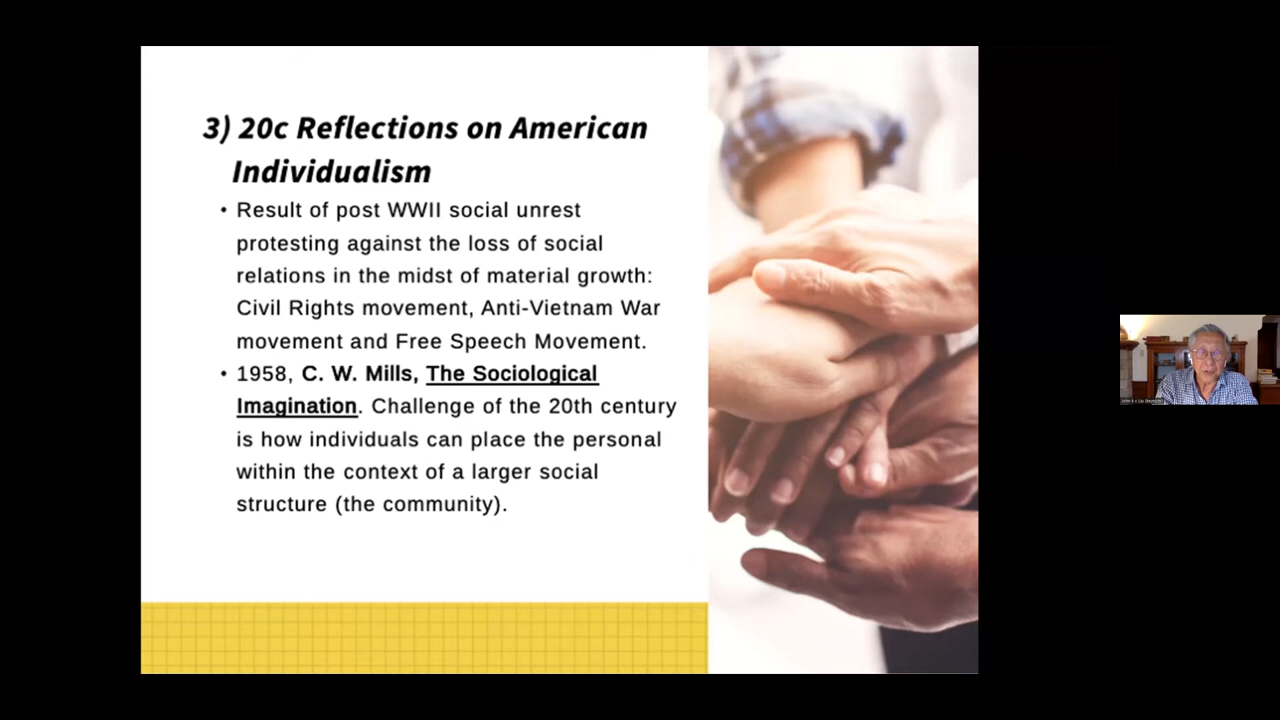 3) 20c Reflections on American
Individualism
• Result of post WWII social unrest
protesting against the loss of social
relations in the midst of material growth:
Civil Rights movement, Anti-Vietnam War
movement and Free Speech Movement.
• 1958, C. W. Mills, The Sociological
Imagination. Challenge of the 20th century
is how individuals can place the personal
within the context of a larger social
structure (the community).